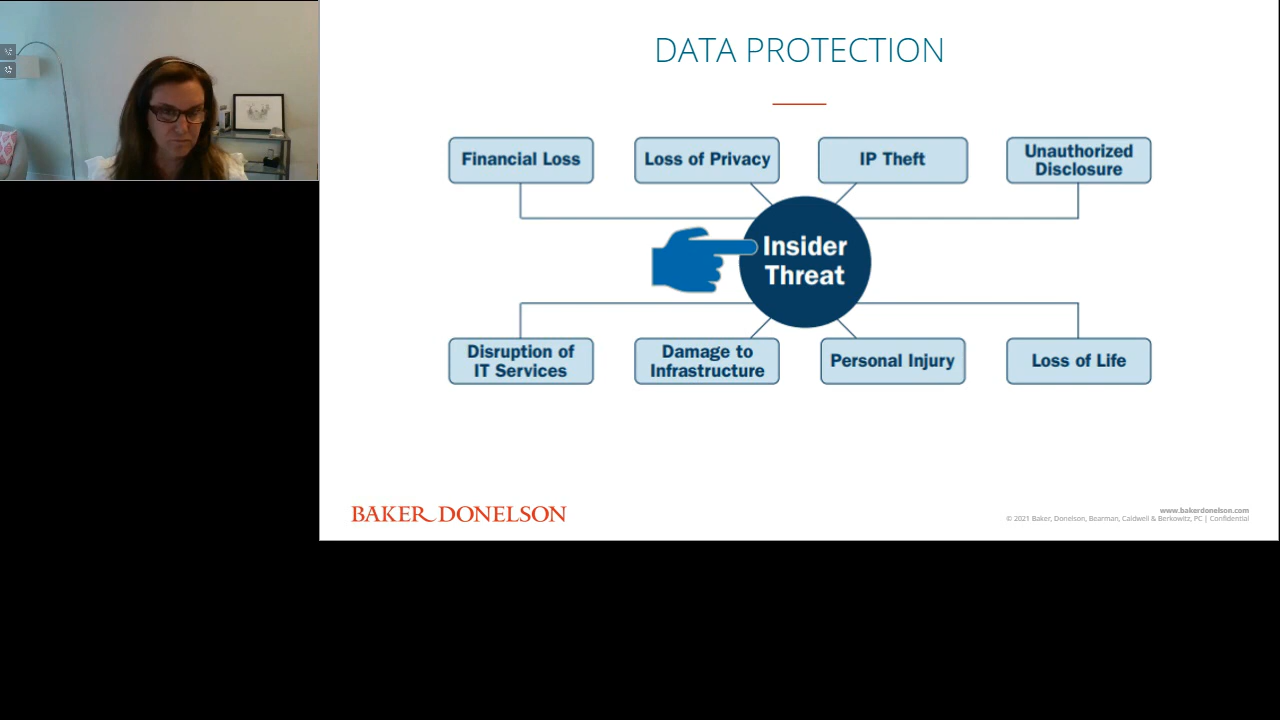 DATA PROTECTION
Financial Loss
Loss of Privacy
IP Theft
Unauthorized
Disclosure
Insider
Threat
Disruption of
IT Services
Damage to
Infrastructure
Personal Injury
Loss of Life
BAKER DONELSON
www.bakerdonelson.com
© 2021 Baker, Donelson, Bearman, Caldwell & Berkowitz, PC | Confidential